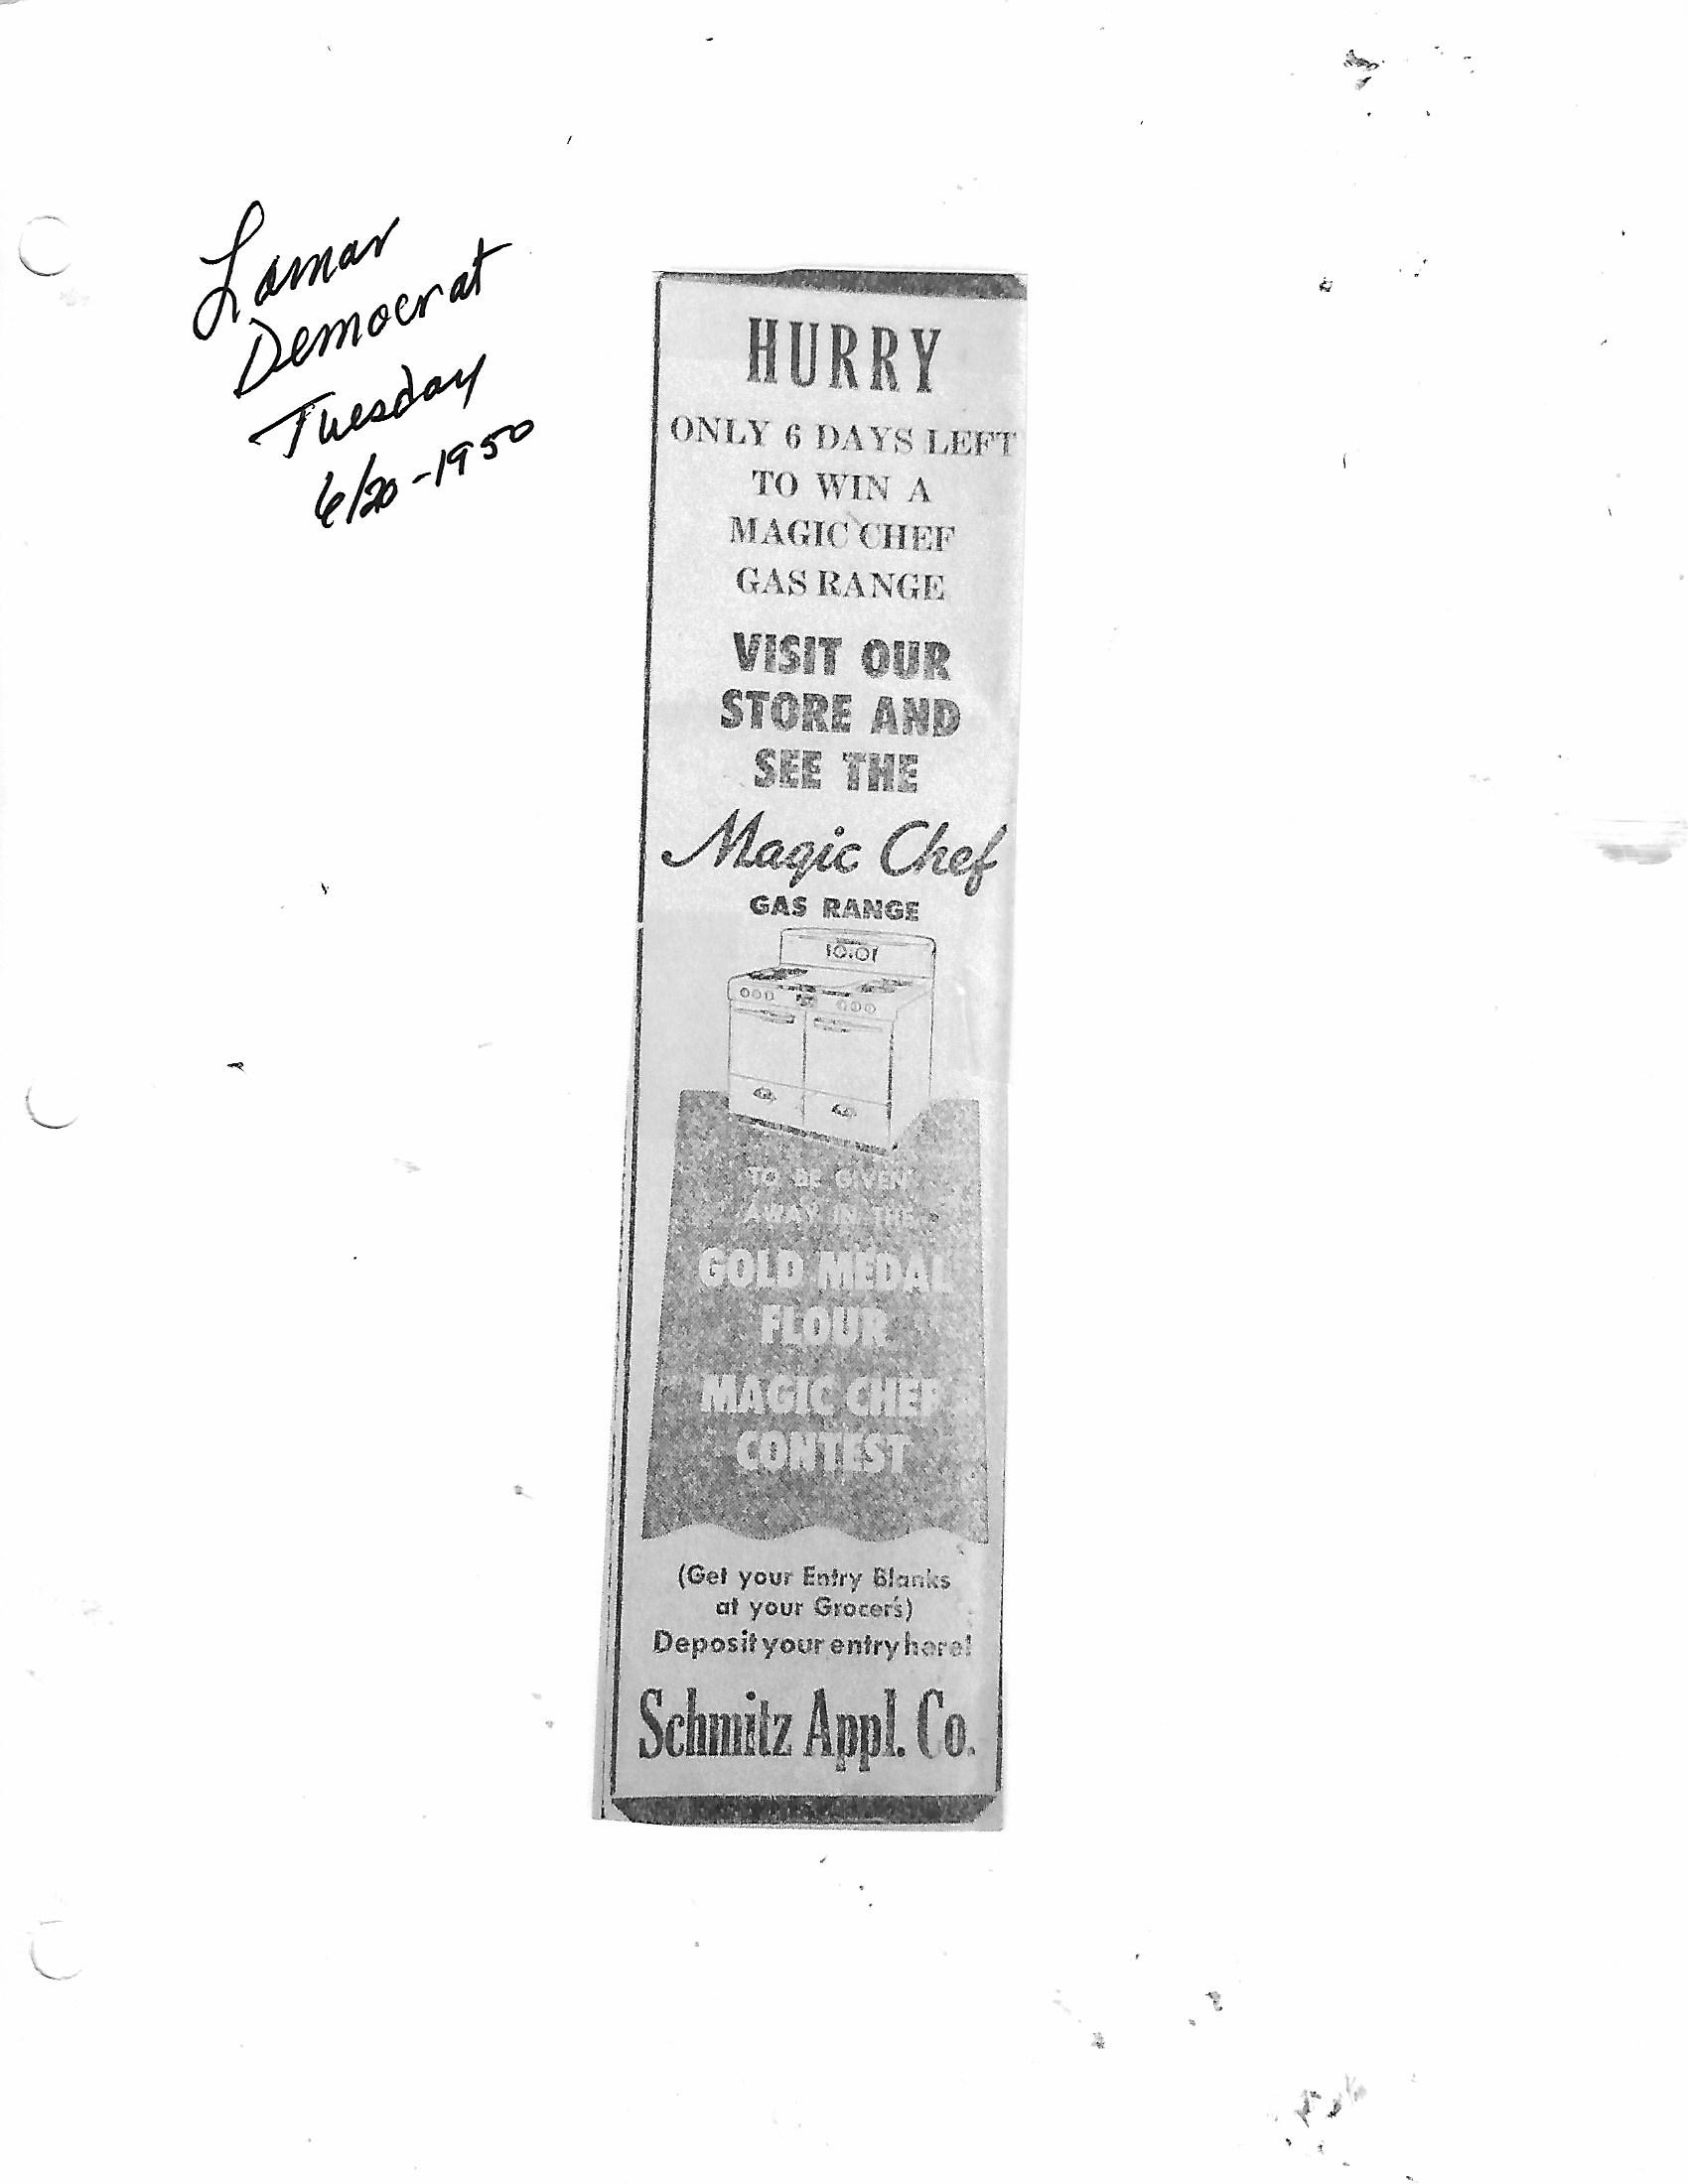 Lamar
Democrat
Tuesday
6/20-1950
HURRY
ONLY 6 DAYS LEFT
TO WIN A
MAGIC CHEF
GAS RANGE
VISIT OUR
STORE AND
SEE THE
Magic Chef
GAS RANGE
TO BE GIVEN
AWAY IN THE
GOLD MEDAL
FLOUR
MAGIC CHEF
CONTEST
(Get your Entry Blanks
at your Grocer's)
Deposit your entry here!
Schmitz Appl. Co.